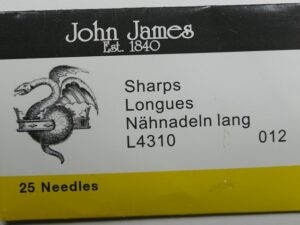 John James
Est. 1840
Sharps
Longues
Nähnadeln lang
L4310 012
25 Needles